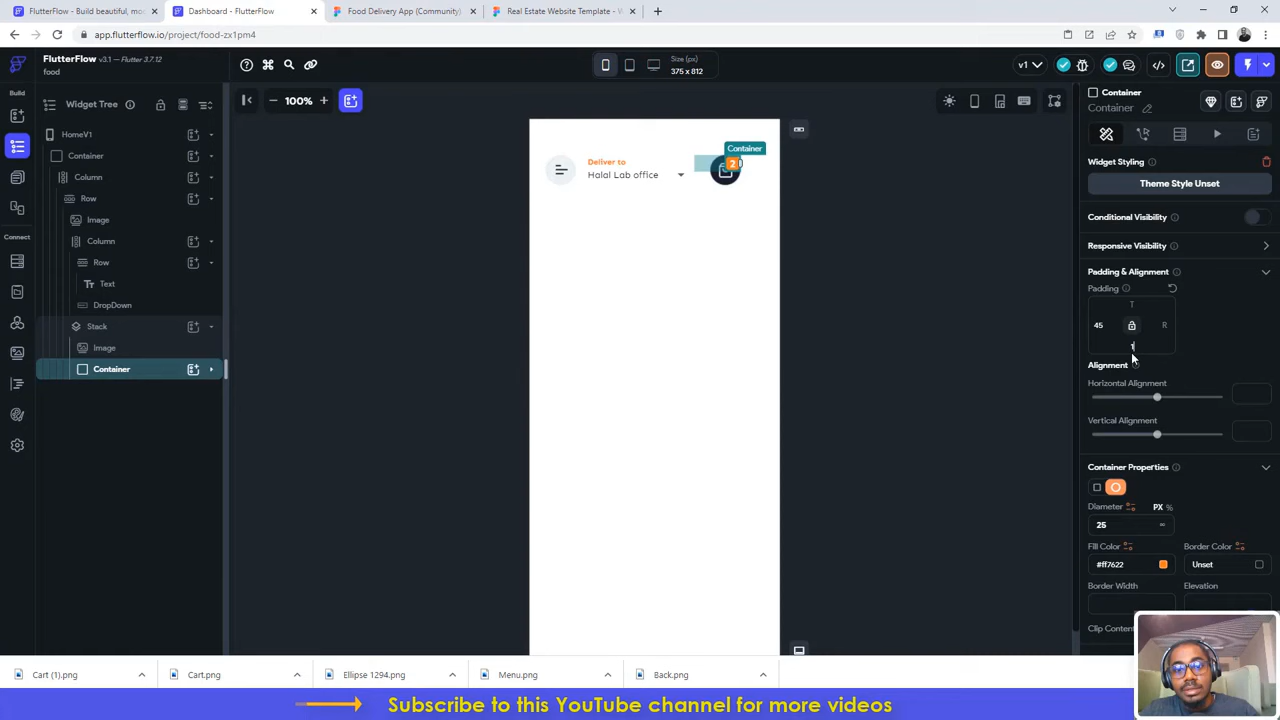 FlutterFlow - Build beautiful, mod
Dashboard - FlutterFlow
Food Delivery App (Community)
Real Estate Website Template - W
app.flutterflow.io/project/food-zx1pm4
FlutterFlow v3.1 — Flutter 3.7.12
food
Size (px)
375 x 812
v1
Build
Widget Tree
100%
Container
Container
HomeV1
Container
Column
Row
Image
Column
Row
Text
DropDown
Stack
Image
Container
Connect
Deliver to
Halal Lab office
Container
2
Widget Styling
Theme Style Unset
Conditional Visibility
Responsive Visibility
Padding & Alignment
Padding
T
45
R
1
Alignment
Horizontal Alignment
Vertical Alignment
Container Properties
Diameter
PX %
25
Fill Color
Border Color
#ff7622
Unset
Border Width
Elevation
Clip Content
Cart (1).png
Cart.png
Ellipse 1294.png
Menu.png
Back.png
Subscribe to this YouTube channel for more videos